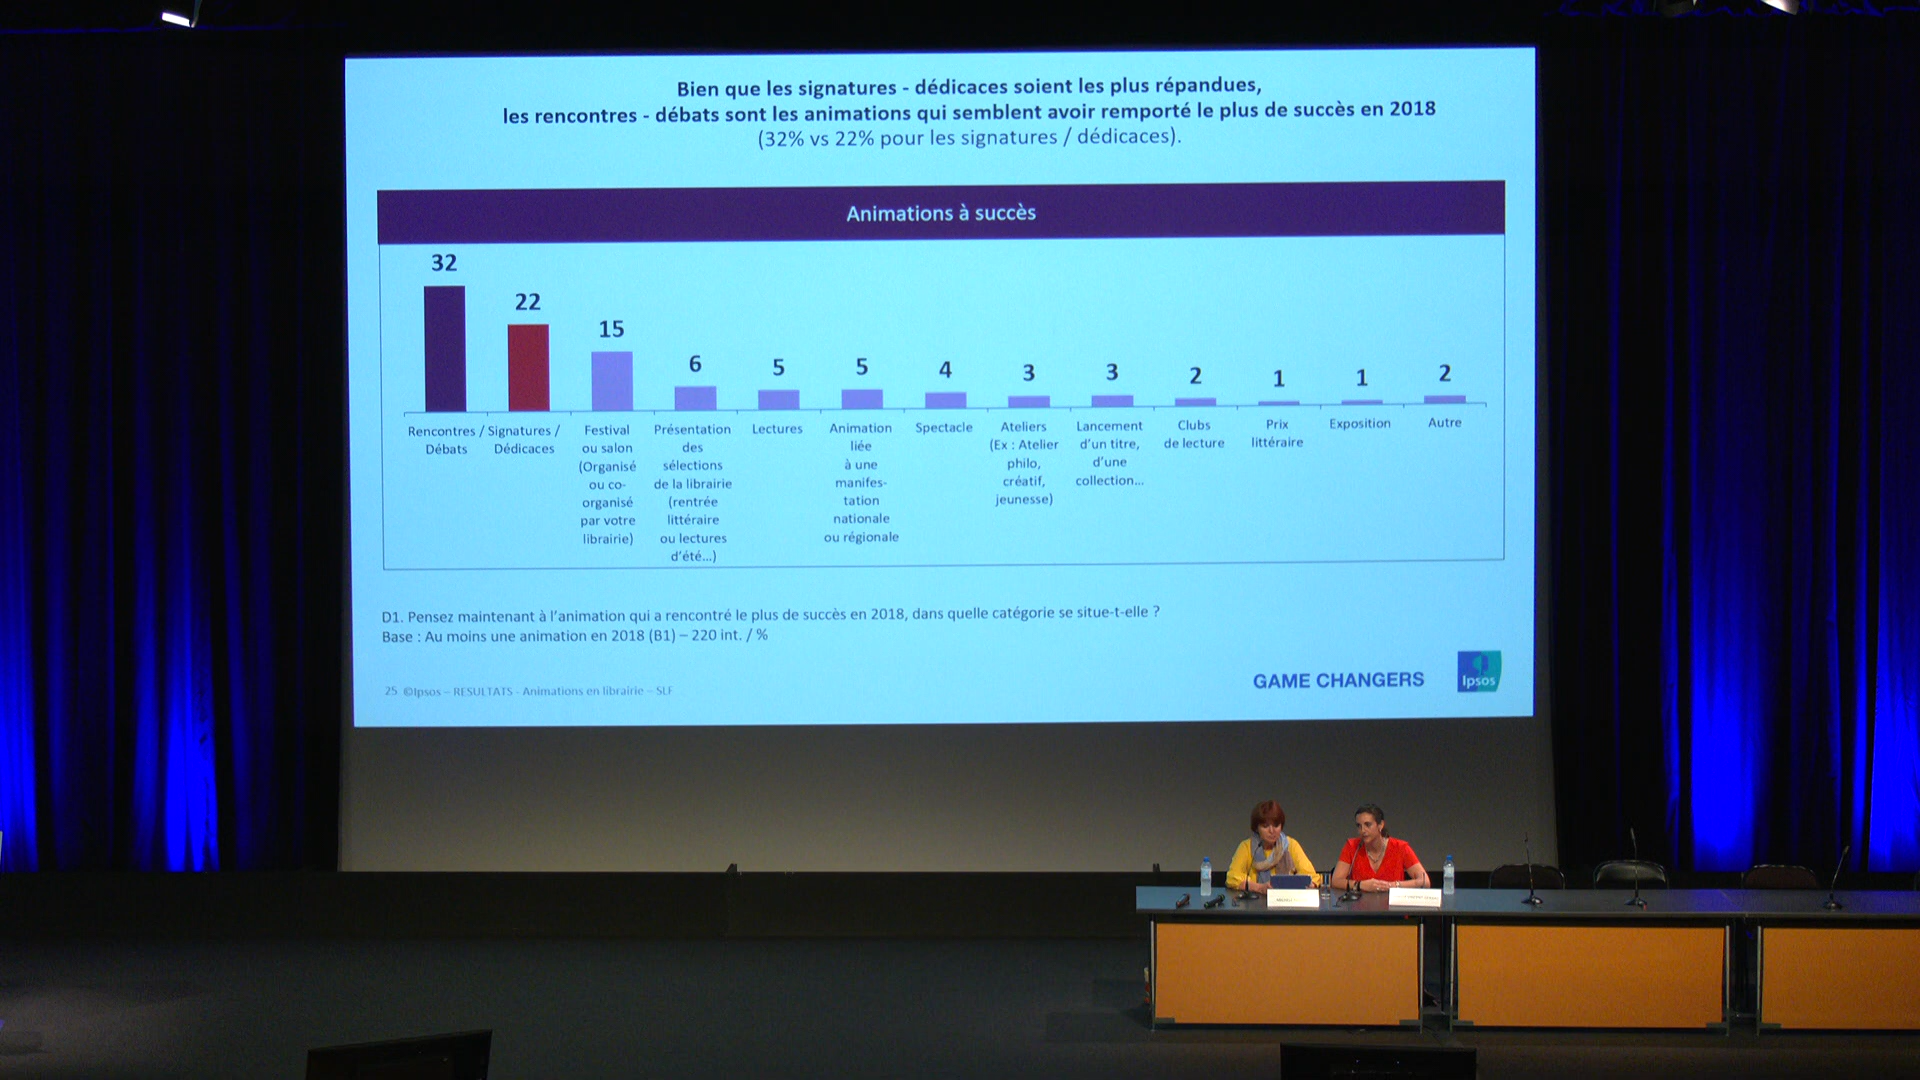 Bien que les signatures - dédicaces soient les plus répandues,
les rencontres - débats sont les animations qui semblent avoir remporté le plus de succès en 2018
(32% vs 22% pour les signatures / dédicaces).
Animations à succès
32
22
15
6
5
5
4
3
3
2
1
1
2
Rencontres /
Débats
Signatures /
Dédicaces
Festival
ou salon
(Organisé
ou co-
organisé
par votre
librairie)
Présentation
des
sélections
de la librairie
(rentrée
littéraire
ou lectures
d'été...)
Lectures
Animation
liée
à une
manifes-
tation
nationale
ou régionale
Spectacle
Ateliers
(Ex : Atelier
philo,
créatif,
jeunesse)
Lancement
d'un titre,
d'une
collection...
Clubs
de lecture
Prix
littéraire
Exposition
Autre
D1. Pensez maintenant à l'animation qui a rencontré le plus de succès en 2018, dans quelle catégorie se situe-t-elle ?
Base : Au moins une animation en 2018 (B1) – 220 int. / %
25 ©Ipsos – RESULTATS - Animations en librairie – SLF
GAME CHANGERS
Ipsos